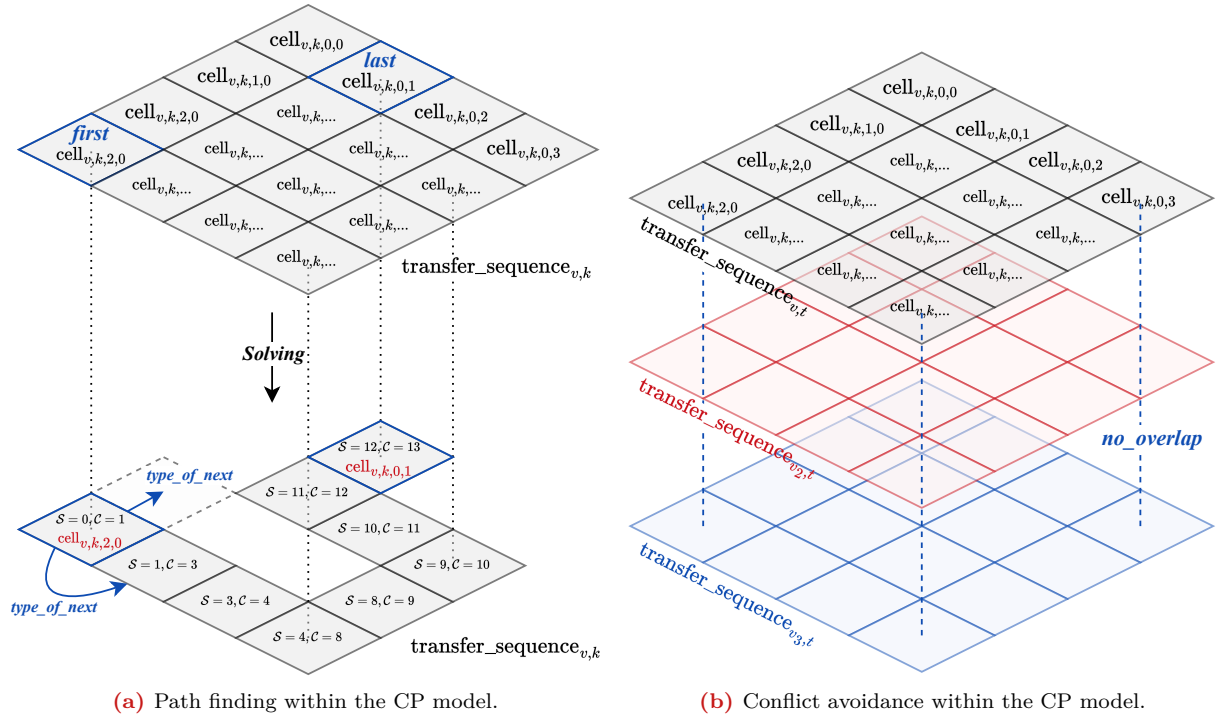 cell_{v,k,0,0}
last
cell_{v,k,1,0}
cell_{v,k,0,1}
cell_{v,k,2,0}
cell_{v,k,...}
cell_{v,k,0,2}
first
cell_{v,k,2,0}
cell_{v,k,...}
cell_{v,k,...}
cell_{v,k,0,3}
cell_{v,k,...}
cell_{v,k,...}
cell_{v,k,...}
cell_{v,k,...}
cell_{v,k,...}
cell_{v,k,...}
transfer_sequence_{v,k}
Solving
S = 12, C = 13
cell_{v,k,0,1}
type_of_next
S = 11, C = 12
S = 0, C = 1
cell_{v,k,2,0}
S = 10, C = 11
S = 1, C = 3
S = 9, C = 10
type_of_next
S = 3, C = 4
S = 8, C = 9
S = 4, C = 8
transfer_sequence_{v,k}
(a) Path finding within the CP model.
cell_{v,k,0,0}
cell_{v,k,1,0}
cell_{v,k,0,1}
cell_{v,k,2,0}
cell_{v,k,...}
cell_{v,k,0,2}
cell_{v,k,2,0}
cell_{v,k,...}
cell_{v,k,...}
cell_{v,k,0,3}
cell_{v,k,...}
cell_{v,k,...}
cell_{v,k,...}
cell_{v,k,...}
cell_{v,k,...}
cell_{v,k,...}
transfer_sequence_{v,t}
transfer_sequence_{v2,t}
no_overlap
transfer_sequence_{v3,t}
(b) Conflict avoidance within the CP model.